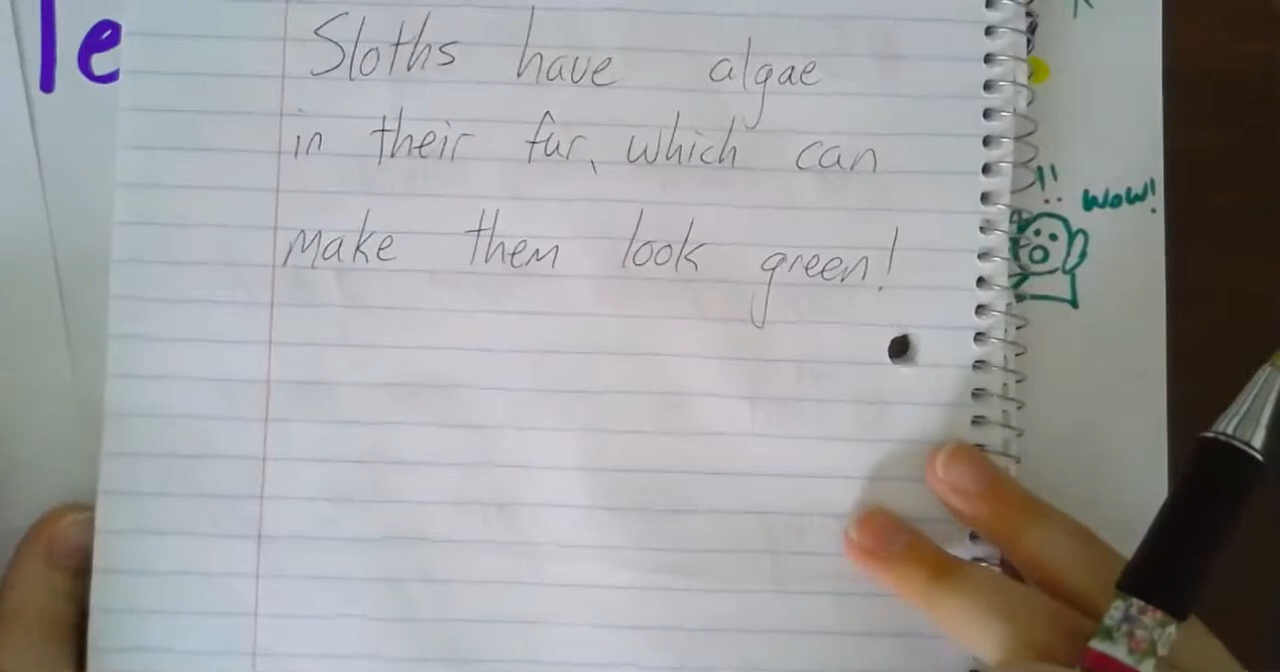 le
Sloths have algae
in their fur, which can
make them look green!
!! wow!